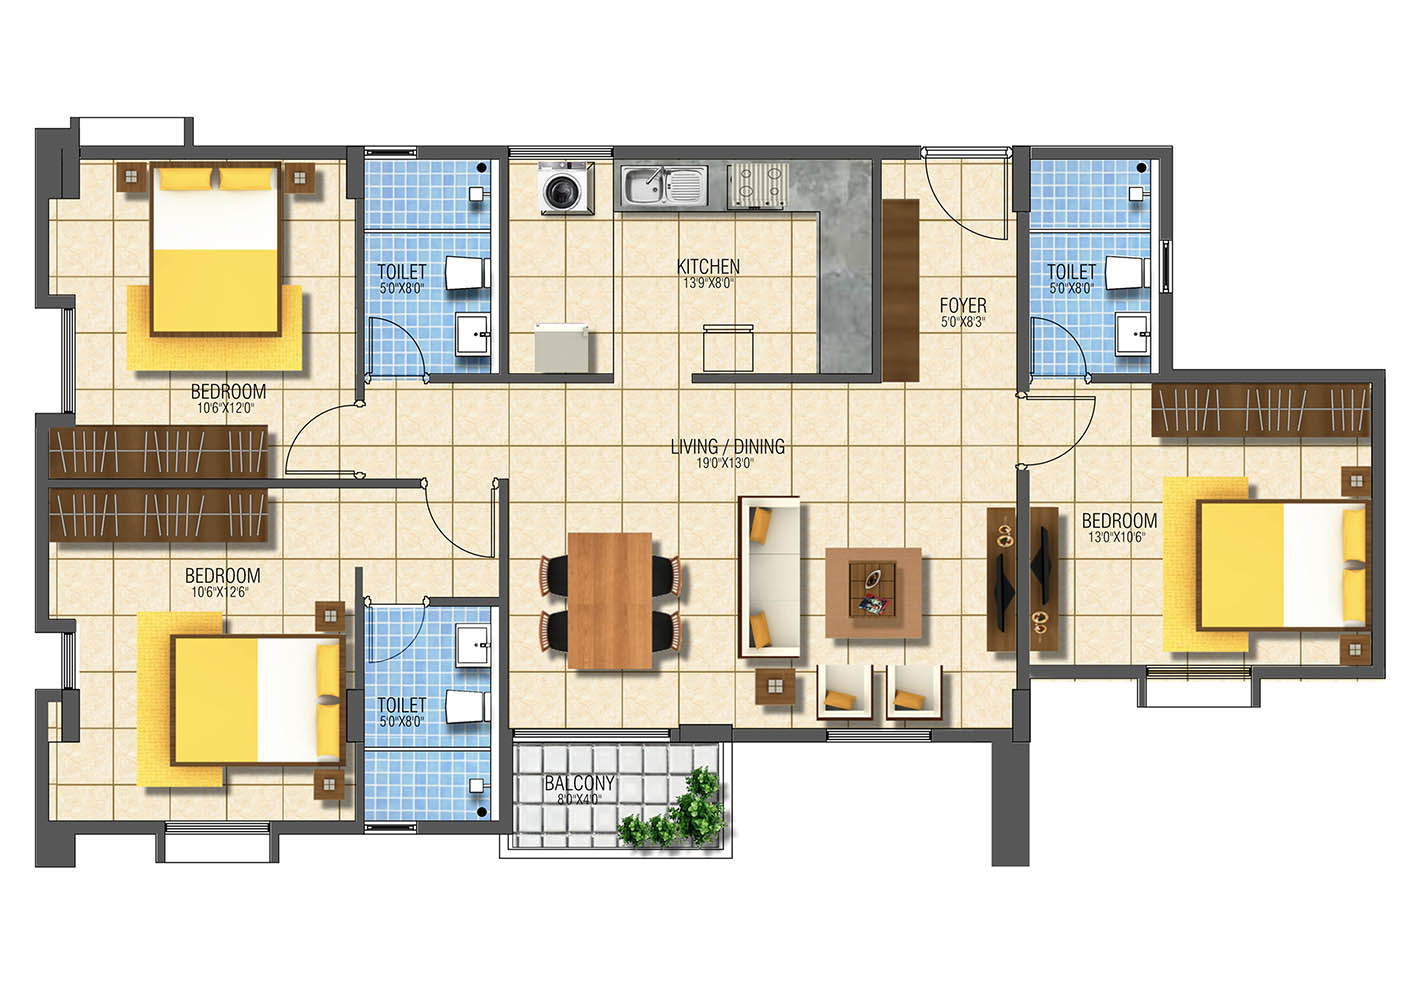 TOILET
5'0"X8'0"
KITCHEN
13'9"X8'0"
FOYER
5'0"X8'3"
TOILET
5'0"X8'0"
BEDROOM
10'6"X12'0"
LIVING / DINING
19'0"X13'0"
BEDROOM
13'0"X10'6"
BEDROOM
10'6"X12'6"
TOILET
5'0"X8'0"
BALCONY
8'0"X4'0"